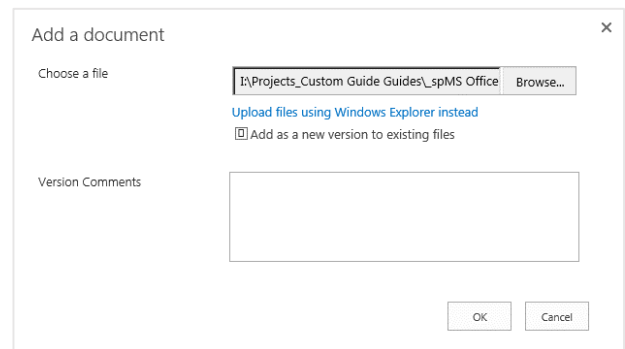 Add a document
Choose a file
I:\Projects_Custom Guide Guides\_spMS Office
Browse...
Upload files using Windows Explorer instead
Add as a new version to existing files
Version Comments
OK
Cancel